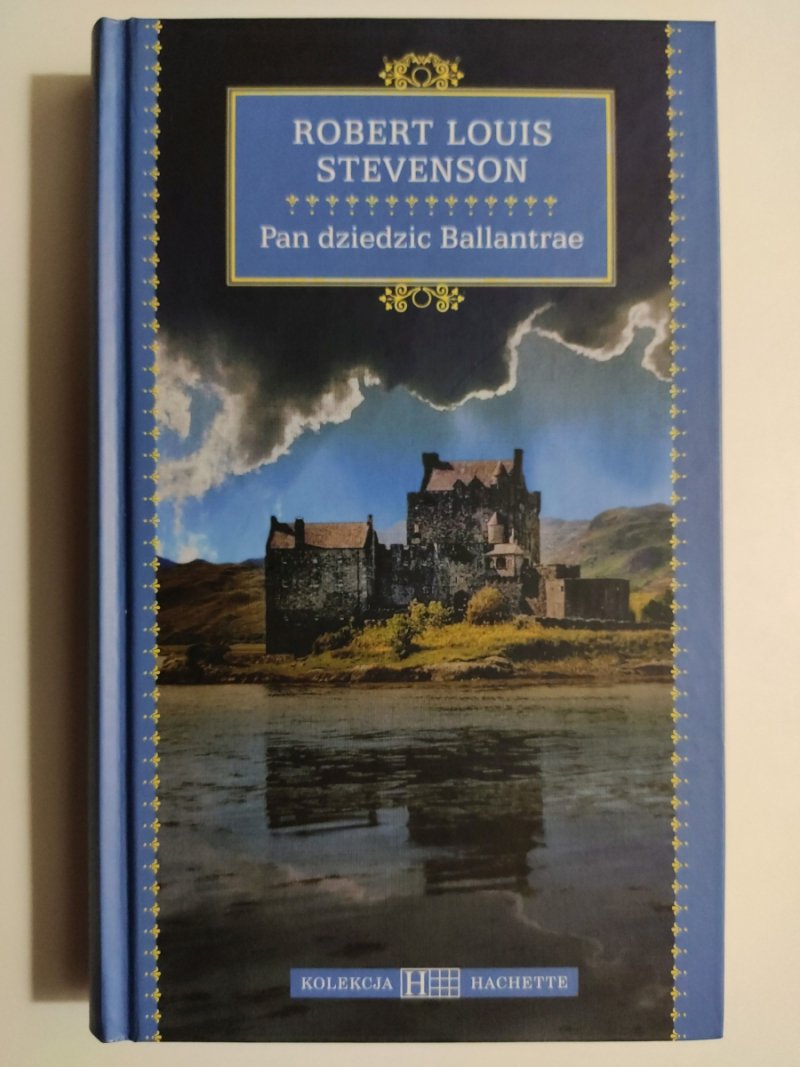 ROBERT LOUIS
STEVENSON
Pan dziedzic Ballantrae
KOLEKCJA H HACHETTE